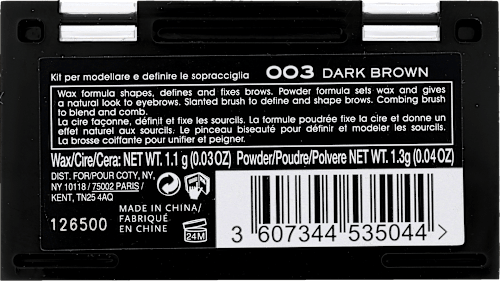 Kit per modellare e definire le sopracciglia 003 DARK BROWN
Wax formula shapes, defines and fixes brows. Powder formula sets wax and gives
a natural look to eyebrows. Slanted brush to define and shape brows. Combing brush
to blend and comb.
La cire façonne, définit et fixe les sourcils. La formule poudrée fixe la cire et donne un
effet naturel aux sourcils. Le pinceau biseauté pour définir et modeler les sourcils.
La brosse coiffante pour unifier et peigner.
Wax/Cire/Cera: NET WT. 1.1 g (0.03 OZ) Powder/Poudre/Polvere NET WT. 1.3g (0.04 OZ)
DIST. FOR/POUR COTY, NY,
NY 10118 / 75002 PARIS /
KENT, TN25 4AQ
126500
MADE IN CHINA/
FABRIQUÉ
EN CHINE
24M
3 607344 535044 >